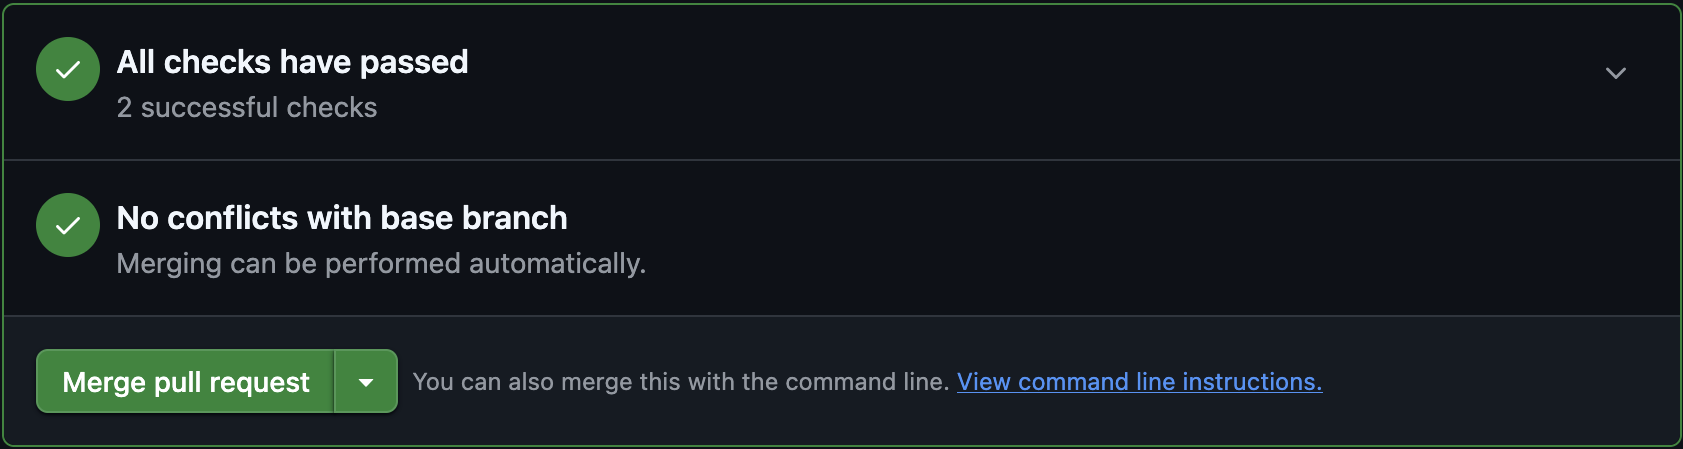 All checks have passed
2 successful checks
No conflicts with base branch
Merging can be performed automatically.
Merge pull request
You can also merge this with the command line. View command line instructions.